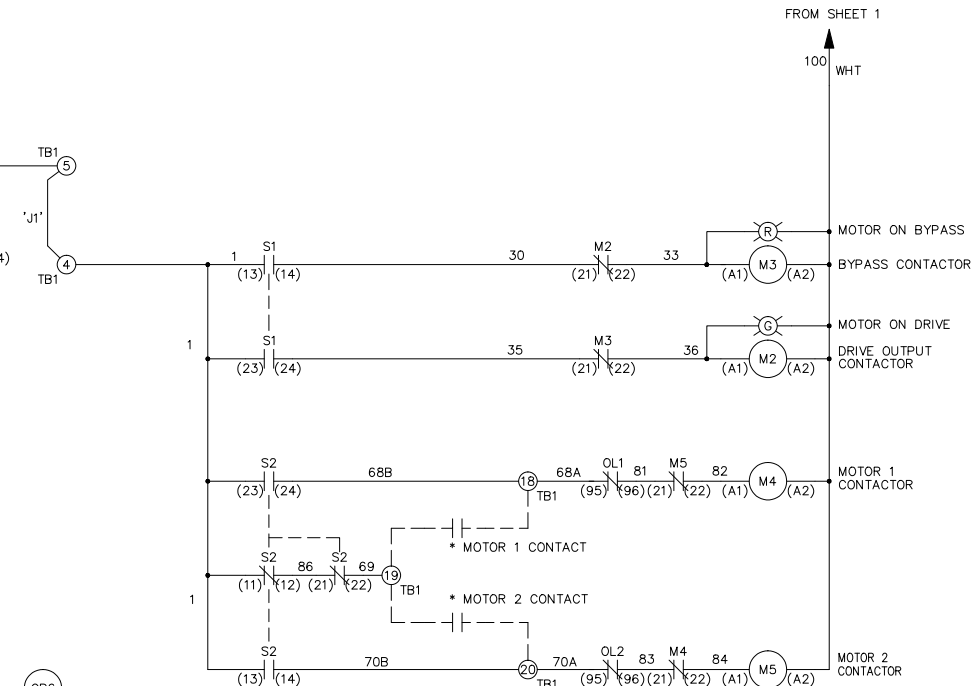 FROM SHEET 1
100
WHT
TB1
5
'J1'
4)
4
TB1
S1
1
(13) (14)
30
M2
(21) (22)
33
R
MOTOR ON BYPASS
(A1) M3 (A2)
BYPASS CONTACTOR
1
S1
(23) (24)
35
M3
(21) (22)
36
G
MOTOR ON DRIVE
(A1) M2 (A2)
DRIVE OUTPUT
CONTACTOR
S2
(23) (24)
68B
18
TB1
68A
OL1
(95) (96)
81
M5
(21) (22)
82
(A1) M4 (A2)
MOTOR 1
CONTACTOR
* MOTOR 1 CONTACT
S2
(11) (12)
86
S2
(21) (22)
69
19
TB1
1
* MOTOR 2 CONTACT
S2
(13) (14)
70B
20
TB1
70A
OL2
(95) (96)
83
M4
(21) (22)
84
(A1) M5 (A2)
MOTOR 2
CONTACTOR